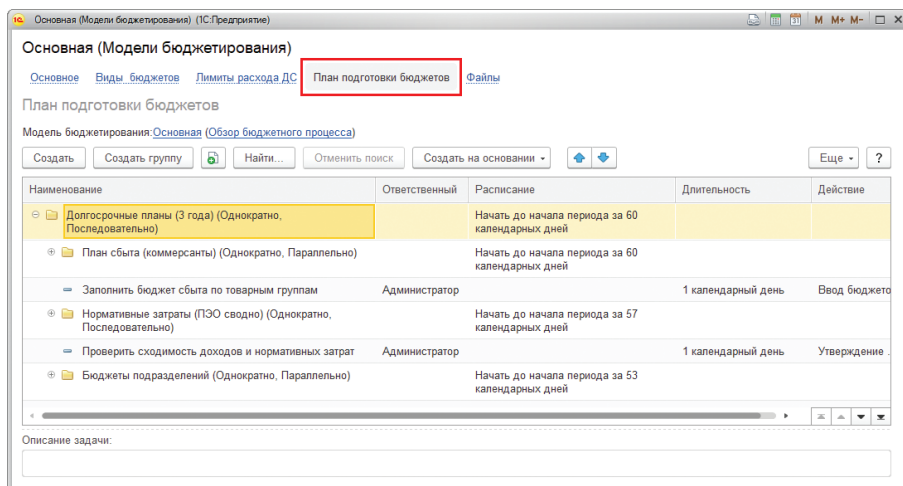 Основная (Модели бюджетирования) (1С:Предприятие)
M M+ M-
Основная (Модели бюджетирования)
Основное Виды бюджетов Лимиты расхода ДС План подготовки бюджетов Файлы
План подготовки бюджетов
Модель бюджетирования:Основная (Обзор бюджетного процесса)
Создать Создать группу Найти... Отменить поиск Создать на основании Еще ?
Наименование Ответственный Расписание Длительность Действие
Долгосрочные планы (3 года) (Однократно, Начать до начала периода за 60
Последовательно) календарных дней
План сбыта (коммерсанты) (Однократно, Параллельно) Начать до начала периода за 60
календарных дней
Заполнить бюджет сбыта по товарным группам Администратор 1 календарный день Ввод бюджето
Нормативные затраты (ПЭО сводно) (Однократно, Начать до начала периода за 57
Последовательно) календарных дней
Проверить сходимость доходов и нормативных затрат Администратор 1 календарный день Утверждение .
Бюджеты подразделений (Однократно, Параллельно) Начать до начала периода за 53
календарных дней
Описание задачи: